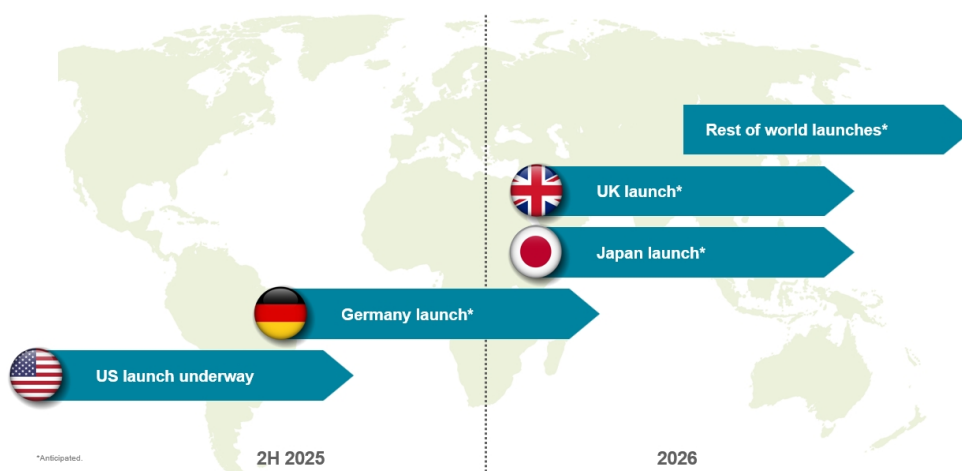 Rest of world launches*
UK launch*
Japan launch*
Germany launch*
US launch underway
*Anticipated.
2H 2025
2026